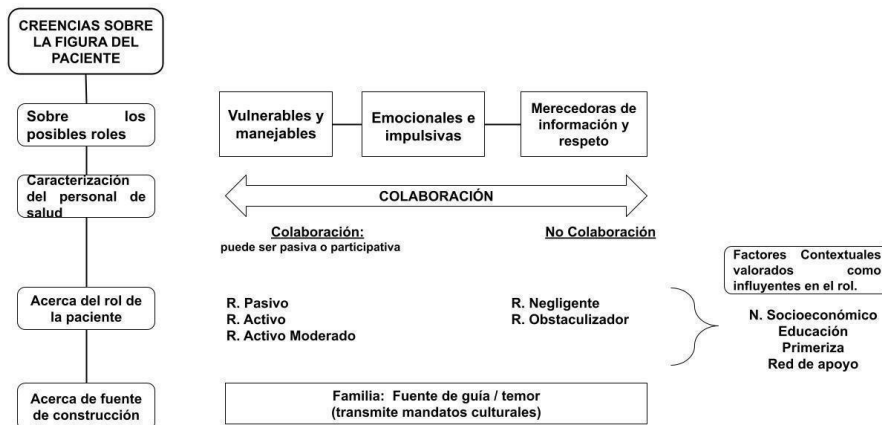 CREENCIAS SOBRE
LA FIGURA DEL
PACIENTE
Sobre los
posibles roles
Vulnerables y
manejables
Emocionales e
impulsivas
Merecedoras de
información y
respeto
Caracterización
del personal de
salud
COLABORACIÓN
Colaboración:
puede ser pasiva o participativa
No Colaboración
Acerca del rol de
la paciente
R. Pasivo
R. Activo
R. Activo Moderado
R. Negligente
R. Obstaculizador
Factores Contextuales
valorados como
influyentes en el rol.
N. Socioeconómico
Educación
Primeriza
Red de apoyo
Acerca de fuente
de construcción
Familia: Fuente de guía / temor
(transmite mandatos culturales)